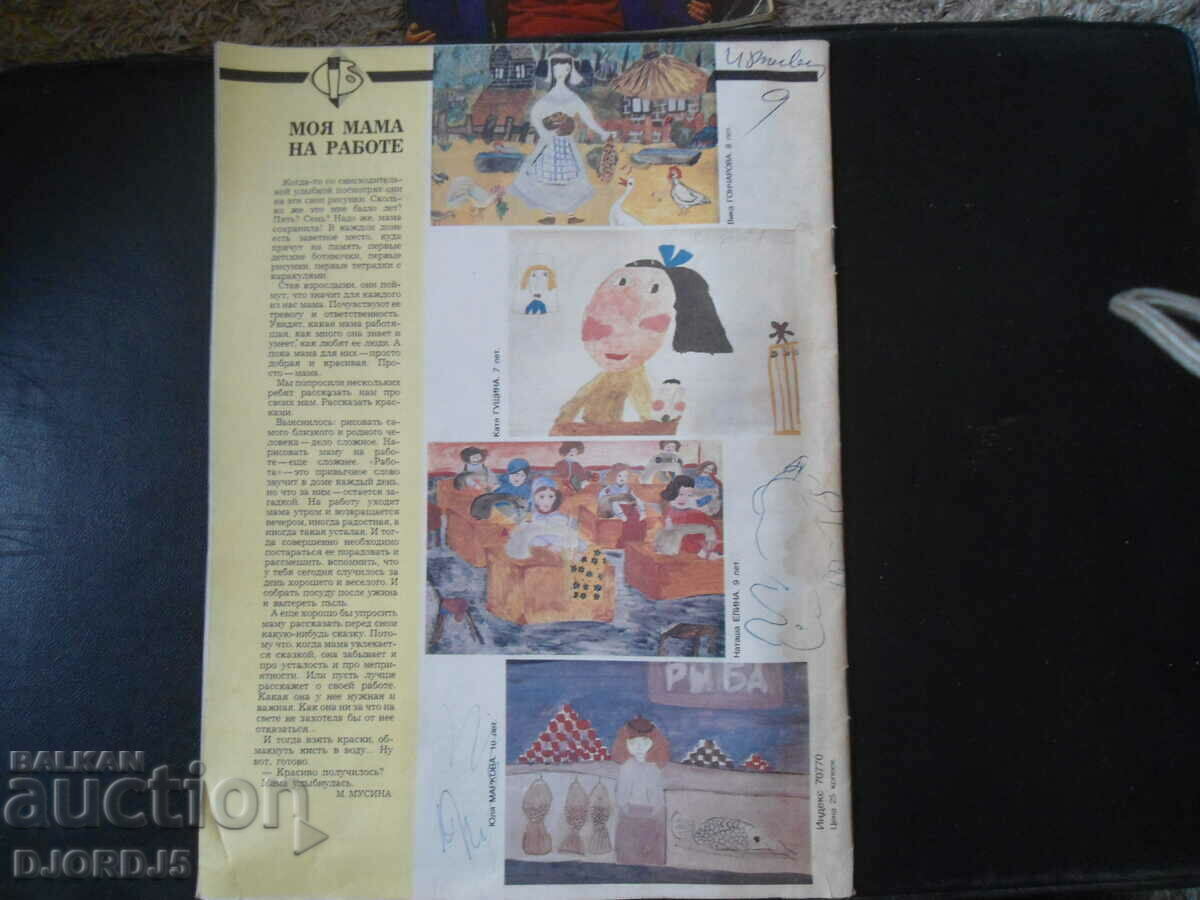 МОЯ МАМА
НА РАБОТЕ
Когда-то со снисходитель-
ной улыбкой посмотрят они
на эти свои рисунки. Сколь-
ко же это мне было лет?
Пять? Семь? Надо же, мама
сохранила! В каждом доме
есть заветное место, куда
прячут на память первые
детские ботиночки, первые
рисунки, первые тетрадки с
каракулями.
Став взрослыми, они пой-
мут, что значит для каждого
из нас мама. Почувствуют ее
тревогу и ответственность.
Увидят, какая мама работя-
щая, как много она знает и
умеет, как любят ее люди. А
пока мама для них — просто
добрая и красивая. Про-
сто — мама.
Мы попросили нескольких
ребят рассказать нам про
своих мам. Рассказать крас-
ками.
Выяснилось: рисовать са-
мого близкого и родного че-
ловека — дело сложное. На-
рисовать маму на рабо-
те — еще сложнее. «Рабо-
та» — это привычное слово
звучит в доме каждый день,
но что за ним — остается за-
гадкой. На работу уходит
мама утром и возвращается
вечером, иногда радостная, а
иногда такая усталая. И тог-
да совершенно необходимо
постараться ее порадовать и
рассмешить, вспомнить, что
у тебя сегодня случилось за
день хорошего и веселого. И
собрать посуду после ужина
и вытереть пыль.
А еще хорошо бы упросить
маму рассказать перед сном
какую-нибудь сказку. Пото-
му что, когда мама увлекает-
ся сказкой, она забывает и
про усталость и про непри-
ятности. Или пусть лучше
расскажет о своей работе.
Какая она у нее нужная и
важная. Как она ни за что на
свете не захотела бы от нее
отказаться...
И тогда взять краски, об-
макнуть кисть в воду... Ну
вот, готово.
— Красиво получилось?
Мама улыбнулась.
М. МУСИНА
Вика ГОНЧАРОВА, 8 лет.
9
Катя ГУЩИНА, 7 лет.
Наташа ЕЛИНА, 9 лет
РЫБА
Юля МАРКОВА, 10 лет.
Индекс 70770
Цена 25 копеек
BALKAN
auction
DJORDJ5